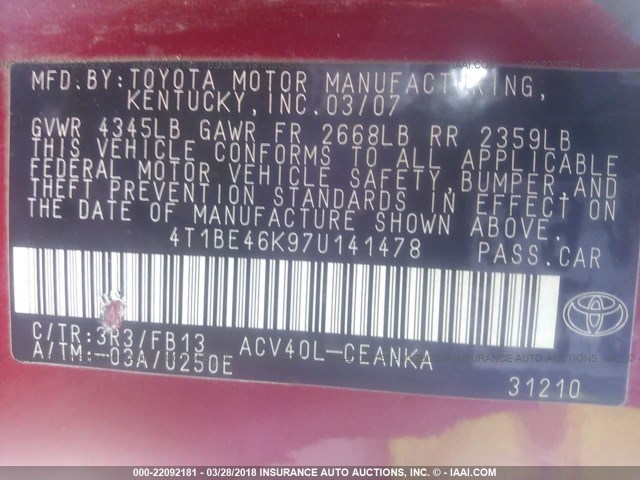 MFD.BY:TOYOTA MOTOR MANUFACTURING,
KENTUCKY,INC.03/07
GVWR 4345LB GAWR FR 2668LB RR 2359LB
THIS VEHICLE CONFORMS TO ALL APPLICABLE
FEDERAL MOTOR VEHICLE SAFETY,BUMPER AND
THEFT PREVENTION STANDARDS IN EFFECT ON
THE DATE OF MANUFACTURE SHOWN ABOVE.
4T1BE46K97U141478 PASS.CAR
C/TR:3R3/FB13 ACV40L-CEANKA
A/TM:-03A/U250E
31210
000-22092181 - 03/28/2018 - INSURANCE AUTO AUCTIONS, INC. - © - IAAI.COM